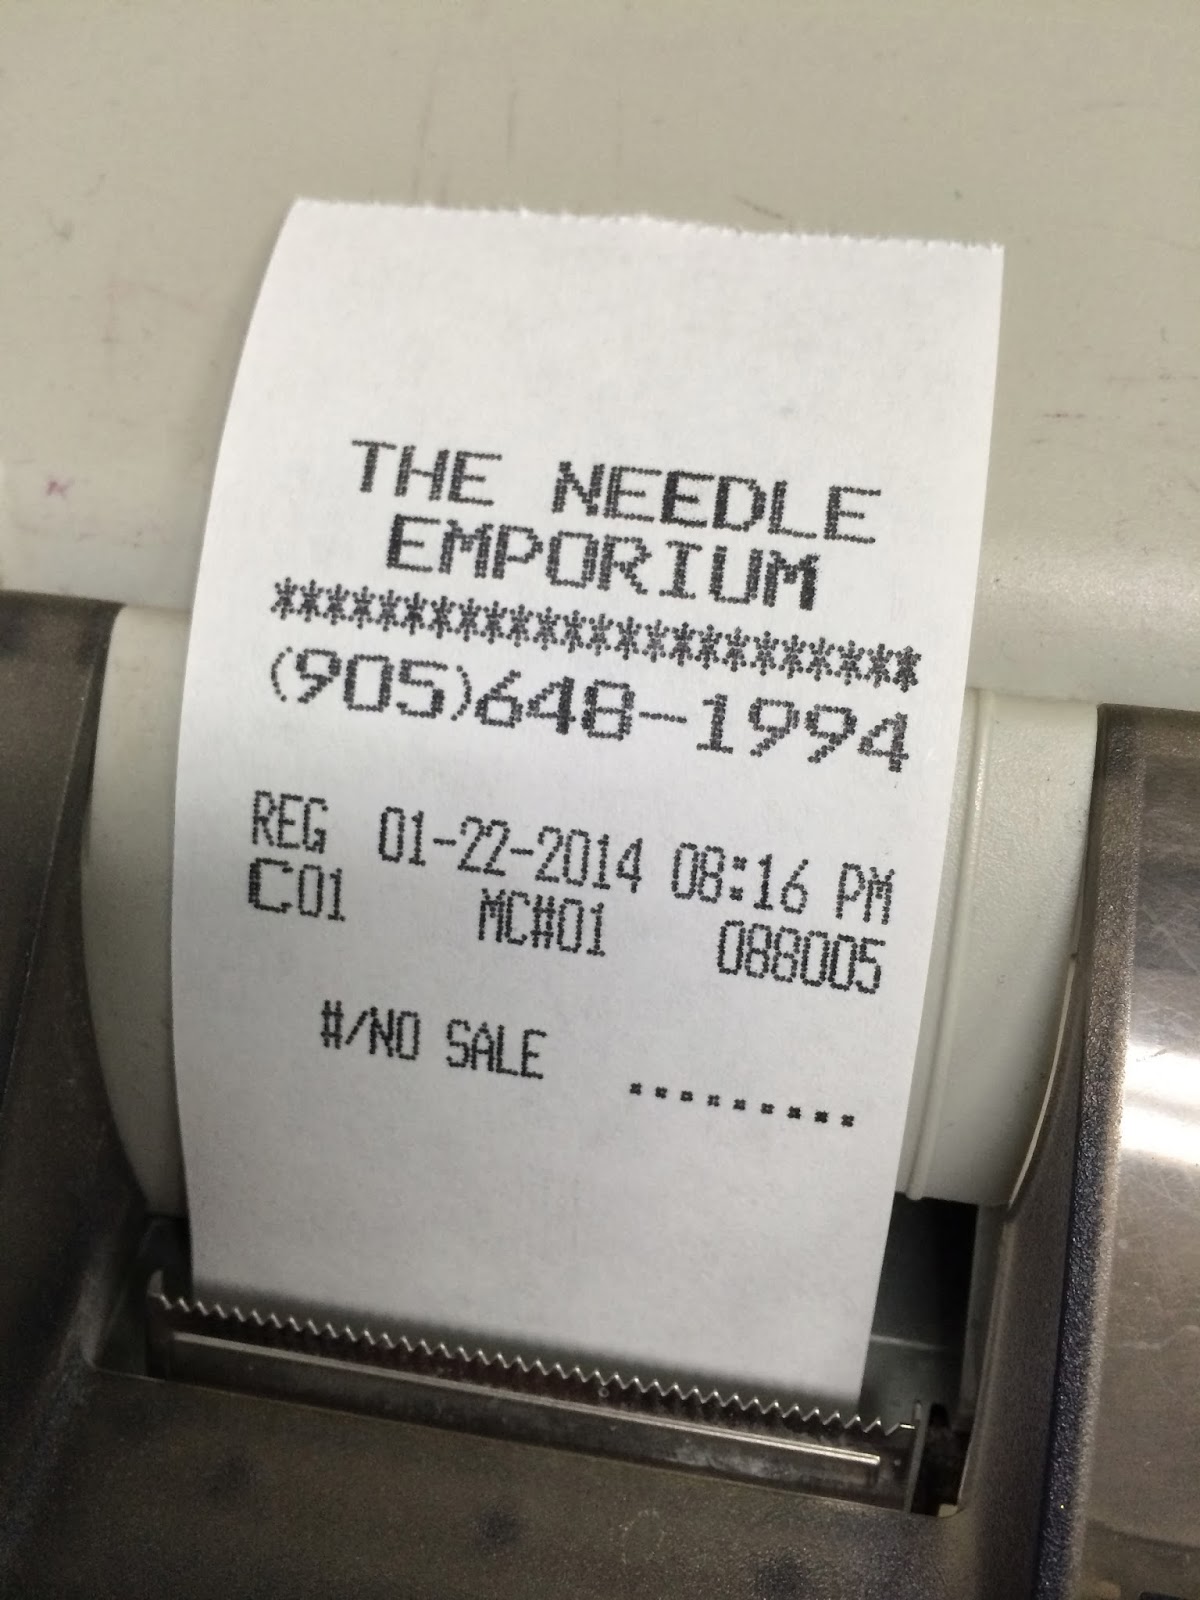 THE NEEDLE
EMPORIUM
************************
(905)648-1994
REG 01-22-2014 08:16 PM
C01 MC#01 088005
#/NO SALE .........